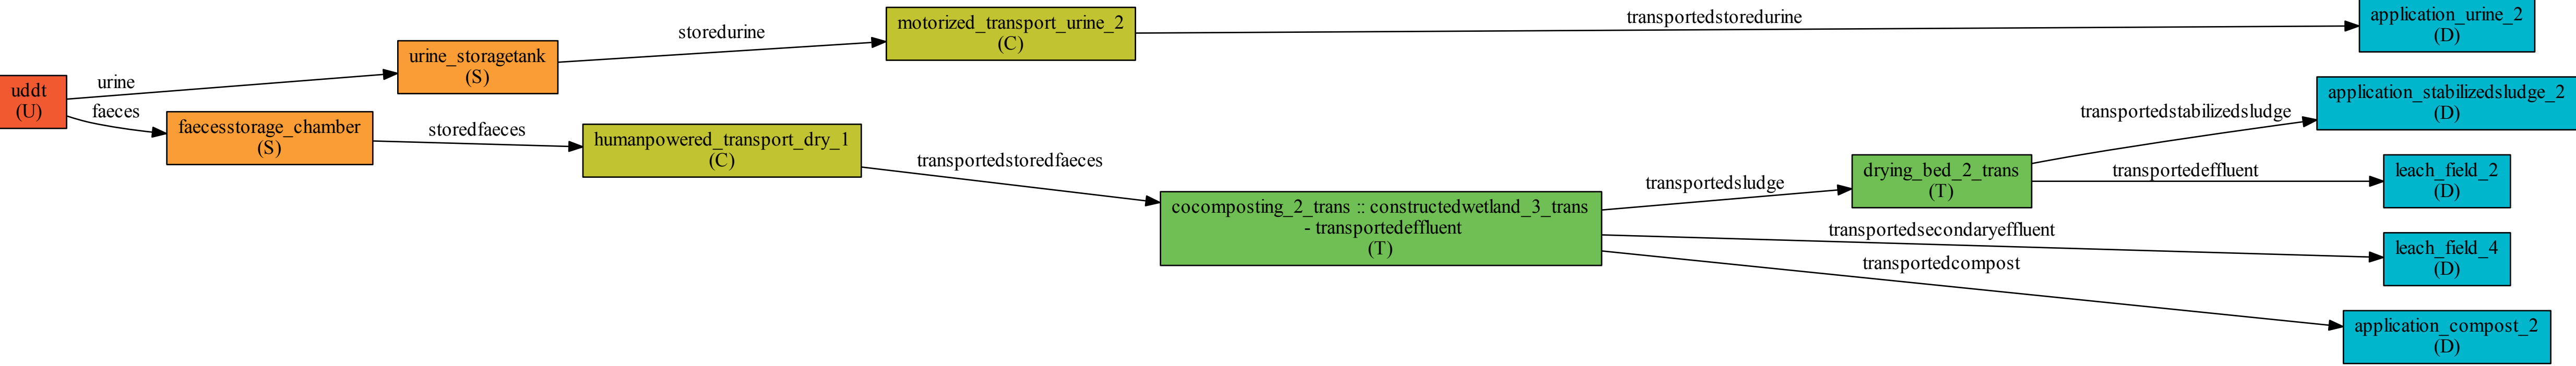 uddt
(U)
urine
faeces
urine_storagetank
(S)
faecesstorage_chamber
(S)
storedurine
storedfaeces
motorized_transport_urine_2
(C)
humanpowered_transport_dry_1
(C)
transportedstoredurine
transportedstoredfaeces
cocomposting_2_trans :: constructedwetland_3_trans
- transportedeffluent
(T)
transportedsludge
transportedsecondaryeffluent
transportedcompost
drying_bed_2_trans
(T)
transportedstabilizedsludge
transportedeffluent
application_urine_2
(D)
application_stabilizedsludge_2
(D)
leach_field_2
(D)
leach_field_4
(D)
application_compost_2
(D)